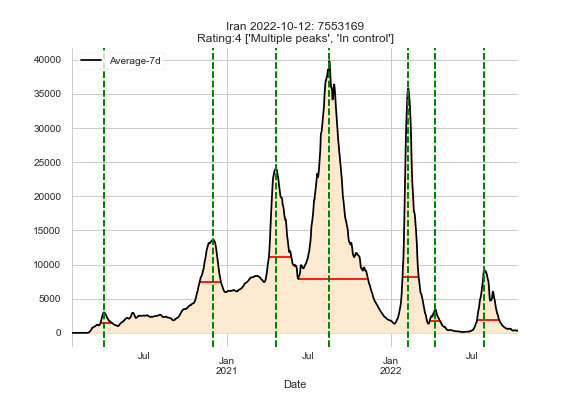 Iran 2022-10-12: 7553169
Rating:4 ['Multiple peaks', 'In control']
40000
Average-7d
35000
30000
25000
20000
15000
10000
5000
0
Jul
Jan
2021
Jul
Jan
2022
Jul
Date